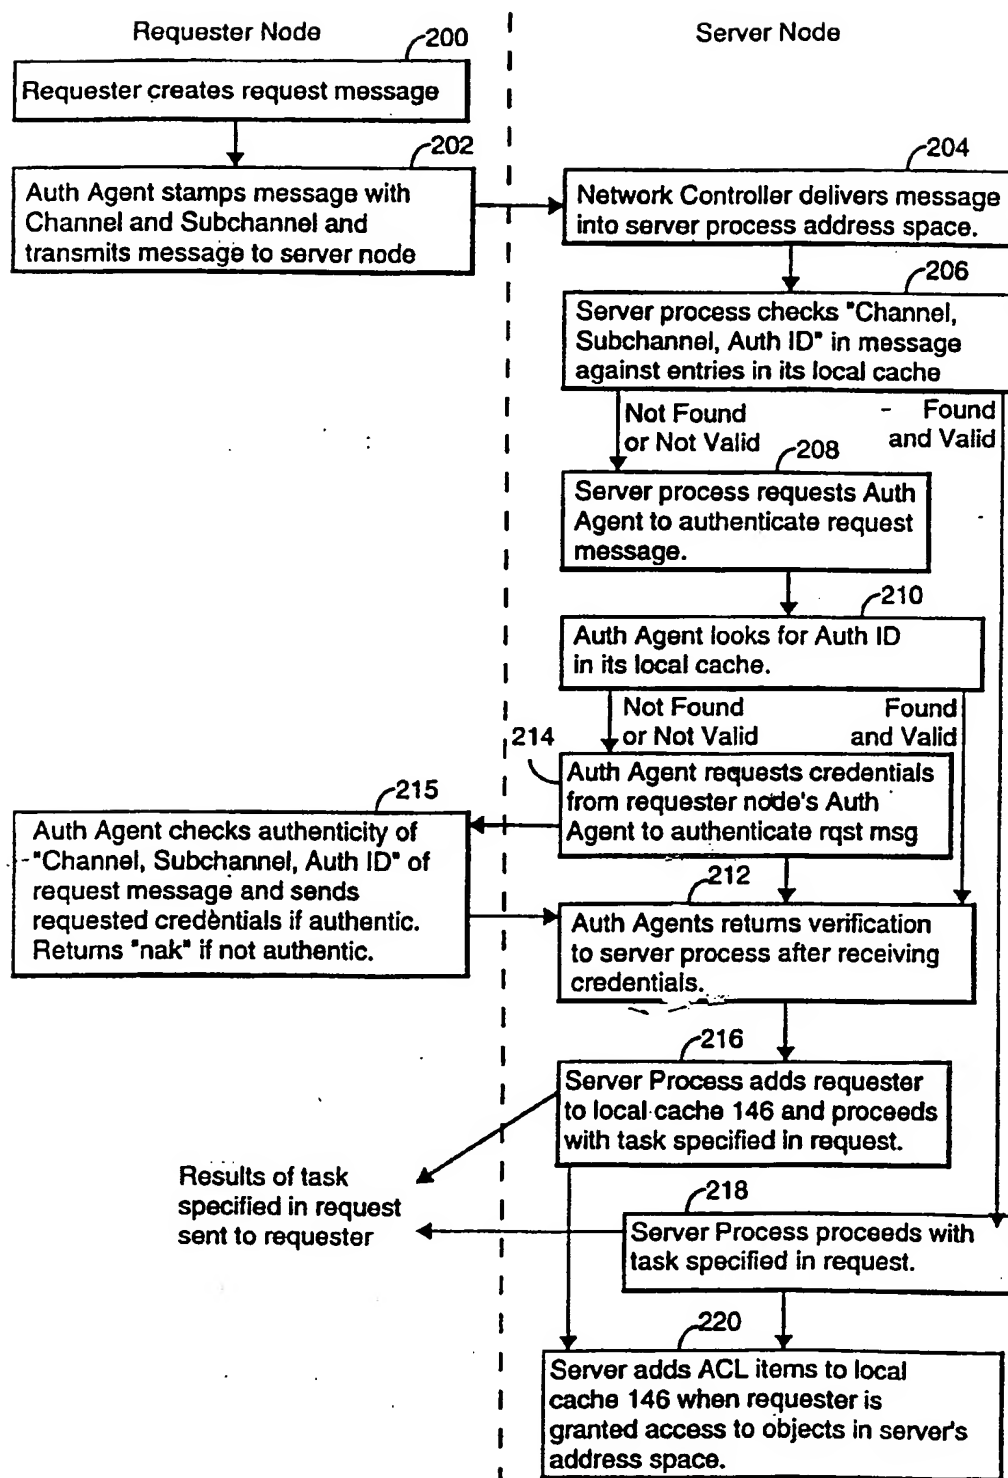 Requester Node
Server Node
200
Requester creates request message
202
Auth Agent stamps message with
Channel and Subchannel and
transmits message to server node
204
Network Controller delivers message
into server process address space.
206
Server process checks "Channel,
Subchannel, Auth ID" in message
against entries in its local cache
Not Found
or Not Valid
Found
and Valid
208
Server process requests Auth
Agent to authenticate request
message.
210
Auth Agent looks for Auth ID
in its local cache.
Not Found
or Not Valid
Found
and Valid
214
Auth Agent requests credentials
from requester node's Auth
Agent to authenticate rqst msg
215
Auth Agent checks authenticity of
"Channel, Subchannel, Auth ID" of
request message and sends
requested credentials if authentic.
Returns "nak" if not authentic.
212
Auth Agents returns verification
to server process after receiving
credentials.
216
Server Process adds requester
to local cache 146 and proceeds
with task specified in request.
Results of task
specified in request
sent to requester
218
Server Process proceeds with
task specified in request.
220
Server adds ACL items to local
cache 146 when requester is
granted access to objects in server's
address space.